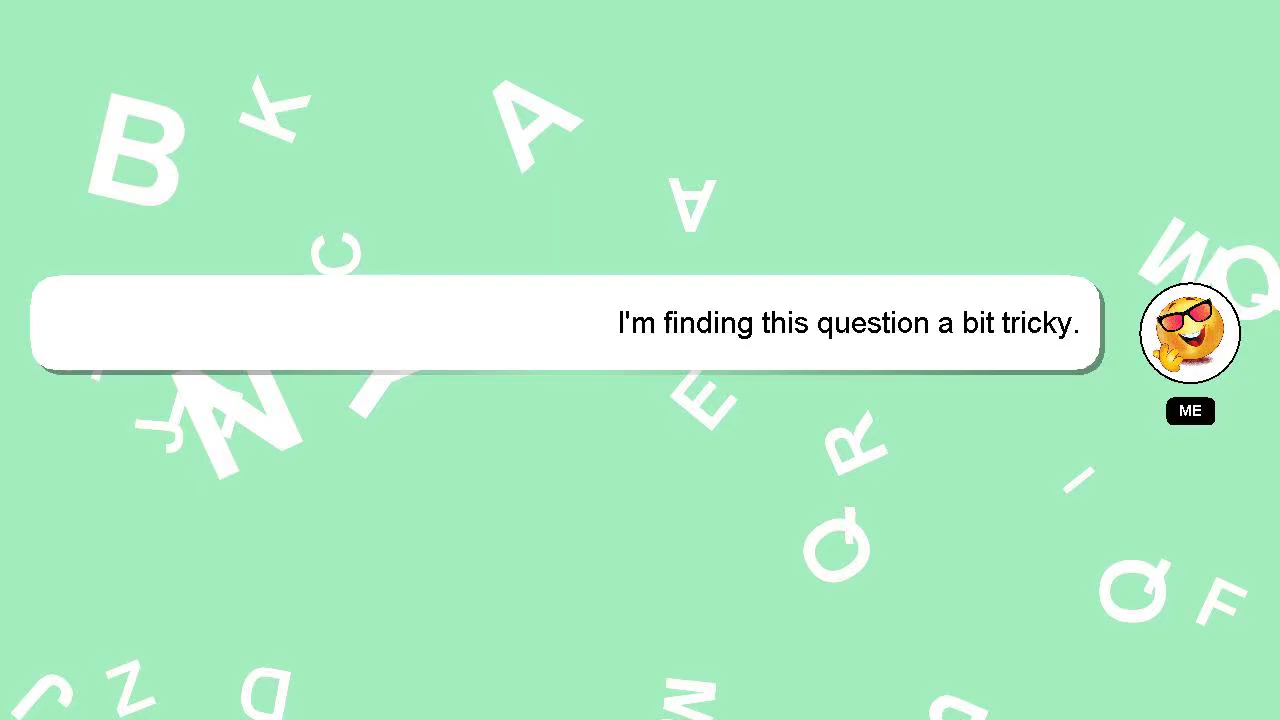 B
K
A
A
C
M
Q
I'm finding this question a bit tricky.
ME
J
A
N
Y
E
R
I
Q
Q
F
J
Z
D
M